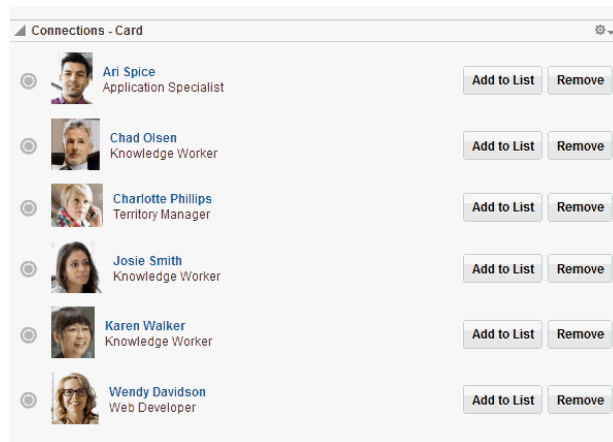 Connections - Card
Ari Spice
Application Specialist
Add to List Remove
Chad Olsen
Knowledge Worker
Add to List Remove
Charlotte Phillips
Territory Manager
Add to List Remove
Josie Smith
Knowledge Worker
Add to List Remove
Karen Walker
Knowledge Worker
Add to List Remove
Wendy Davidson
Web Developer
Add to List Remove